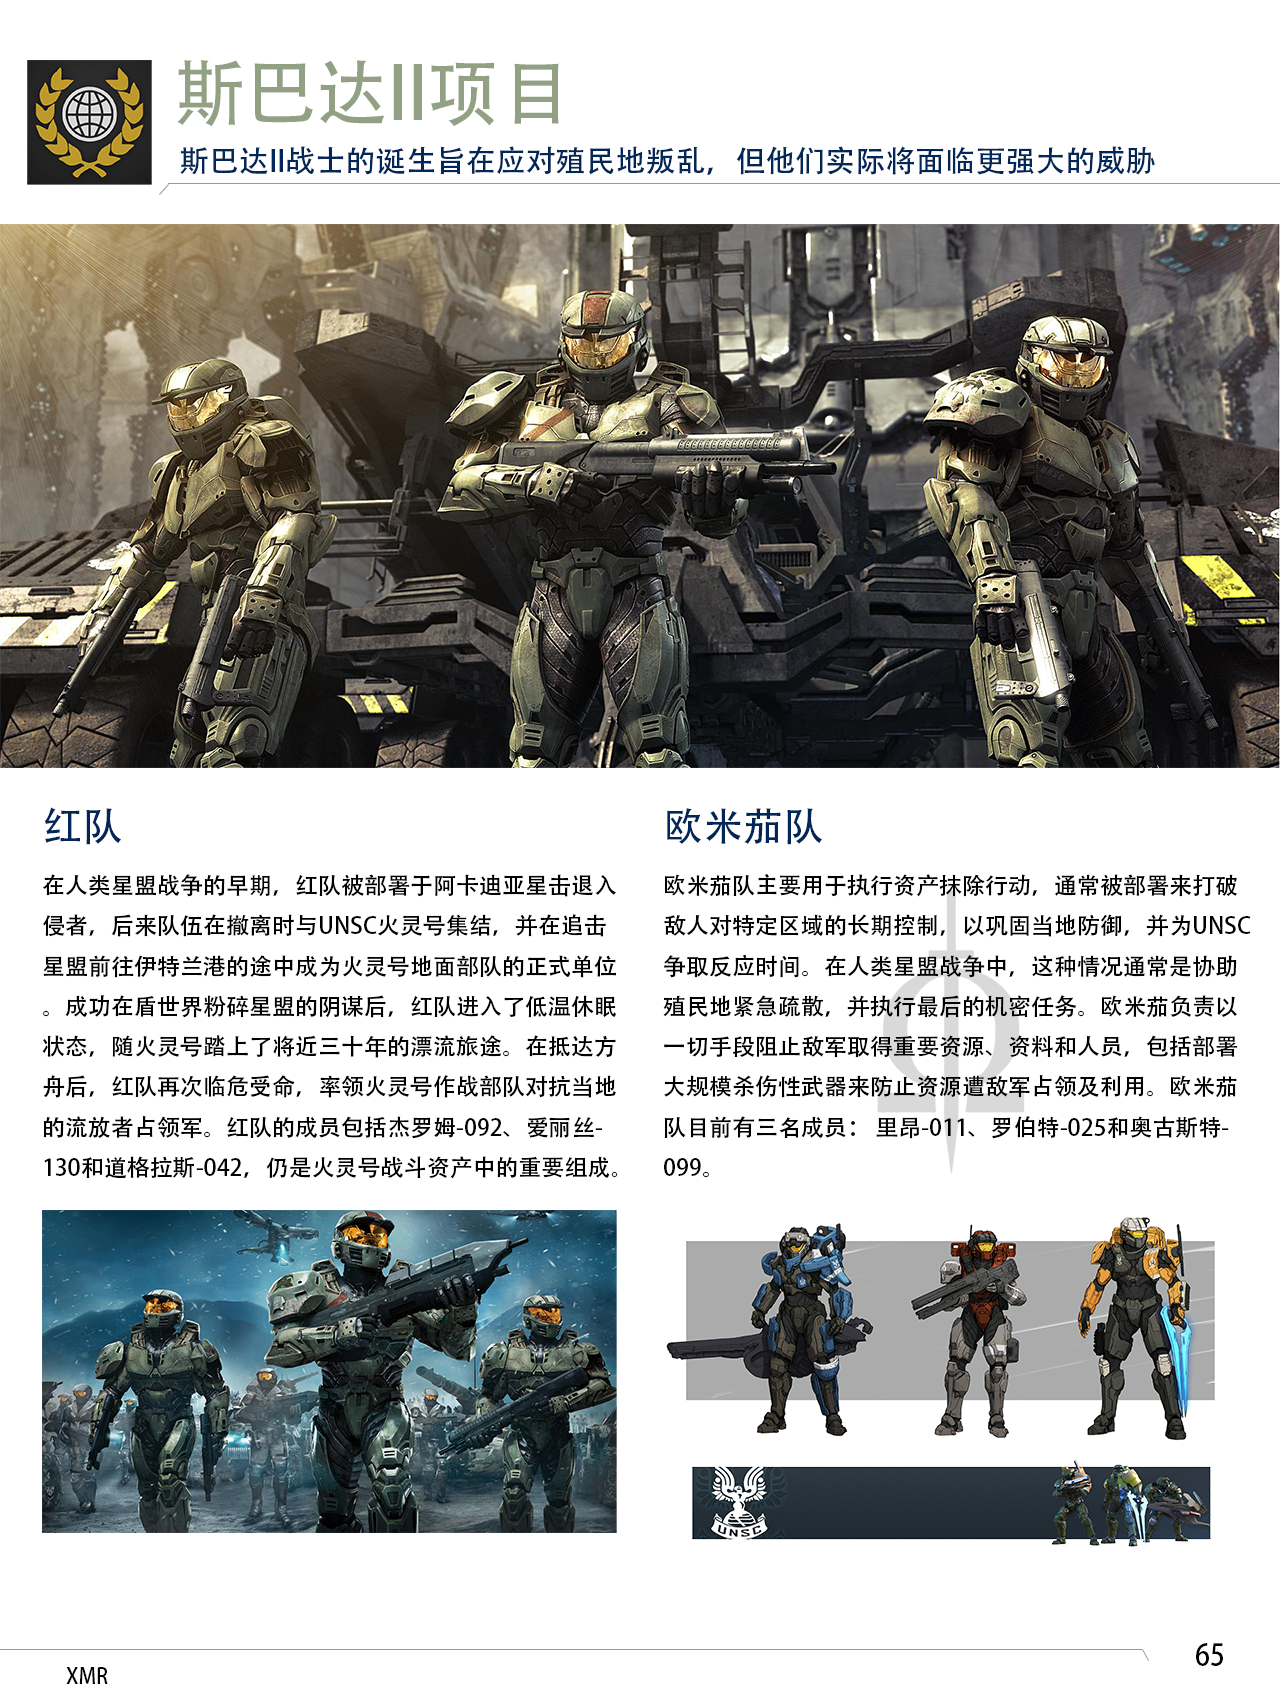 斯巴达II项目
斯巴达II战士的诞生旨在应对殖民地叛乱，但他们实际将面临更强大的威胁
红队
在人类星盟战争的早期，红队被部署于阿卡迪亚星击退入
侵者，后来队伍在撤离时与UNSC火灵号集结，并在追击
星盟前往伊特兰港的途中成为火灵号地面部队的正式单位
。成功在盾世界粉碎星盟的阴谋后，红队进入了低温休眠
状态，随火灵号踏上了将近三十年的漂流旅途。在抵达方
舟后，红队再次临危受命，率领火灵号作战部队对抗当地
的流放者占领军。红队的成员包括杰罗姆-092、爱丽丝-
130和道格拉斯-042，仍是火灵号战斗资产中的重要组成。
欧米茄队
欧米茄队主要用于执行资产抹除行动，通常被部署来打破
敌人对特定区域的长期控制，以巩固当地防御，并为UNSC
争取反应时间。在人类星盟战争中，这种情况通常是协助
殖民地紧急疏散，并执行最后的机密任务。欧米茄负责以
一切手段阻止敌军取得重要资源、资料和人员，包括部署
大规模杀伤性武器来防止资源遭敌军占领及利用。欧米茄
队目前有三名成员： 里昂-011、罗伯特-025和奥古斯特-
099。
UNSC
65
XMR